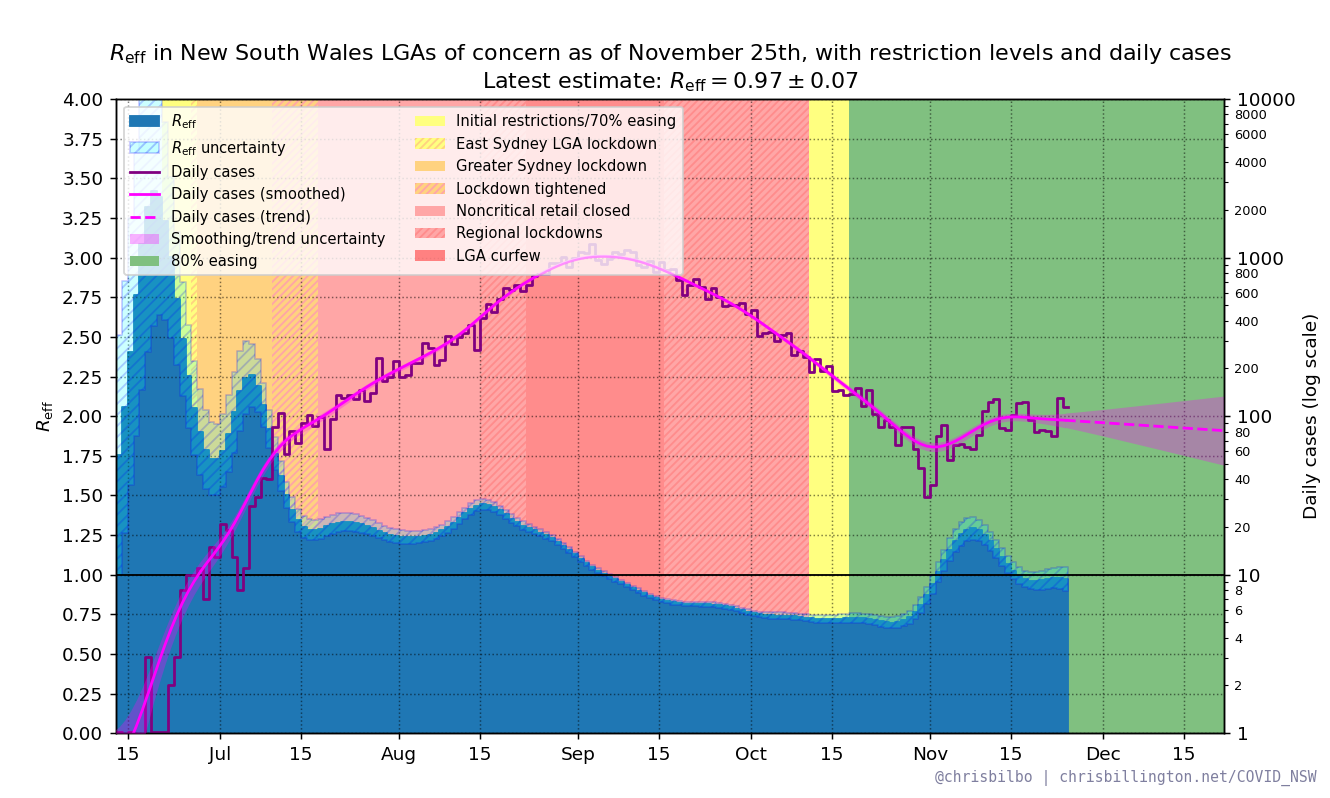 R_eff in New South Wales LGAs of concern as of November 25th, with restriction levels and daily cases
Latest estimate: R_eff = 0.97 ± 0.07
R_eff
R_eff uncertainty
Daily cases
Daily cases (smoothed)
Daily cases (trend)
Smoothing/trend uncertainty
80% easing
Initial restrictions/70% easing
East Sydney LGA lockdown
Greater Sydney lockdown
Lockdown tightened
Noncritical retail closed
Regional lockdowns
LGA curfew
R_eff
4.00
3.75
3.50
3.25
3.00
2.75
2.50
2.25
2.00
1.75
1.50
1.25
1.00
0.75
0.50
0.25
0.00
15 Jul 15 Aug 15 Sep 15 Oct 15 Nov 15 Dec 15
10000
8000
6000
4000
2000
1000
800
600
400
200
100
80
60
40
20
10
8
6
4
2
1
Daily cases (log scale)
@chrisbilbo | chrisbillington.net/COVID_NSW